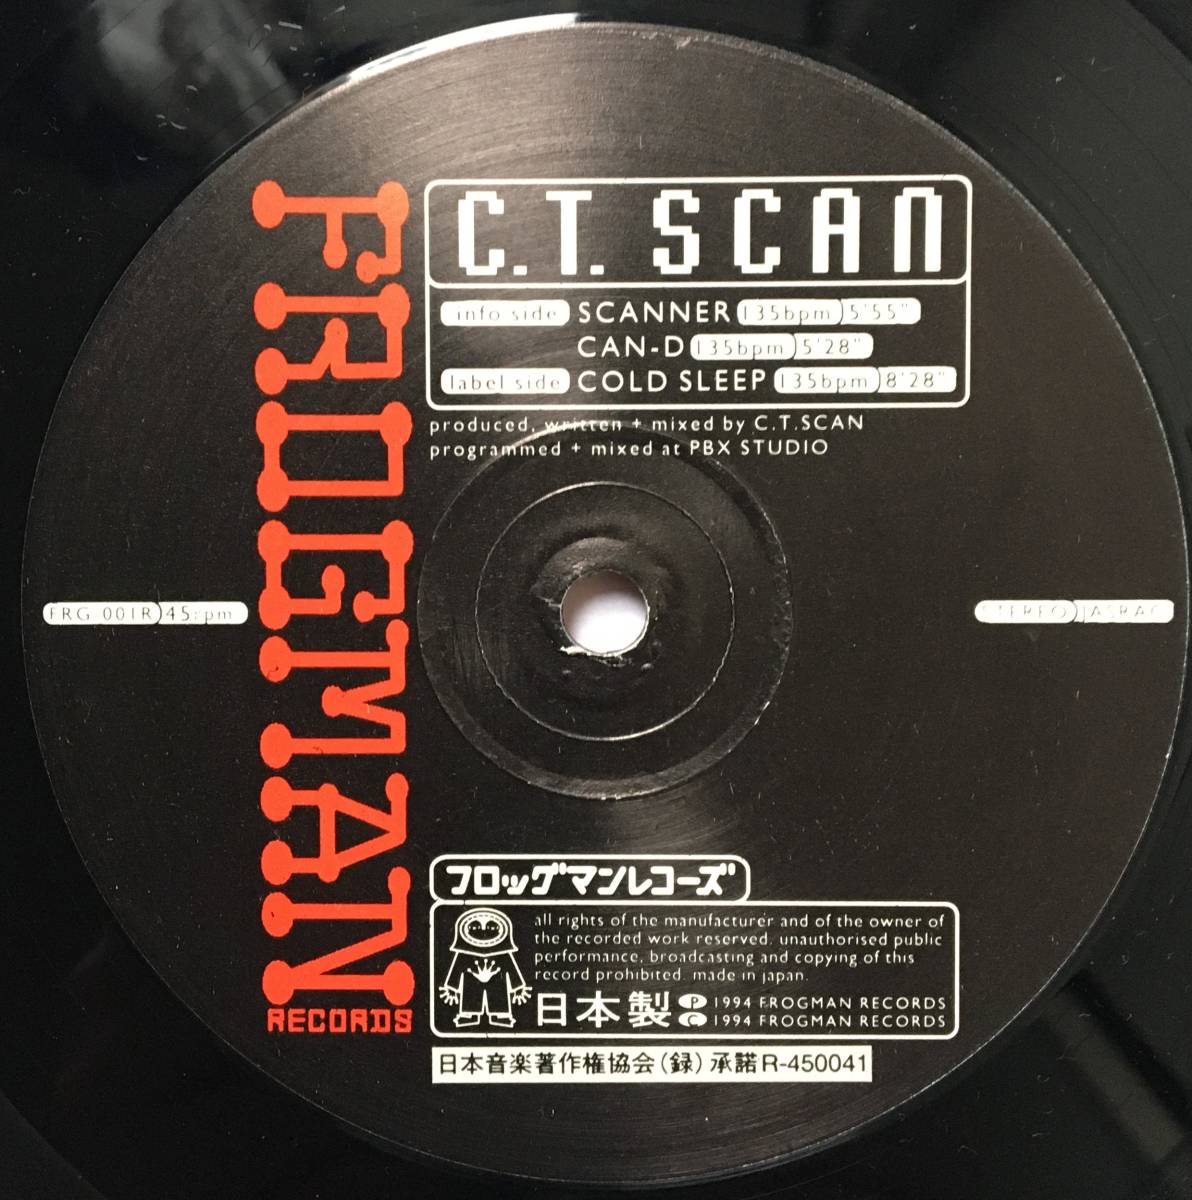 FROGMAN
RECORDS
C.T. SCAN
info side SCANNER 135bpm 5'55"
CAN-D 135bpm 5'28"
label side COLD SLEEP 135bpm 8'28"
produced, written + mixed by C.T.SCAN
programmed + mixed at PBX STUDIO
FRG 001R 45rpm
STEREO JASRAC
フロッグマンレコーズ
all rights of the manufacturer and of the owner of
the recorded work reserved. unauthorised public
performance, broadcasting and copying of this
record prohibited. made in japan.
日本製 Ⓟ 1994 FROGMAN RECORDS
© 1994 FROGMAN RECORDS
日本音楽著作権協会(録)承諾R-450041